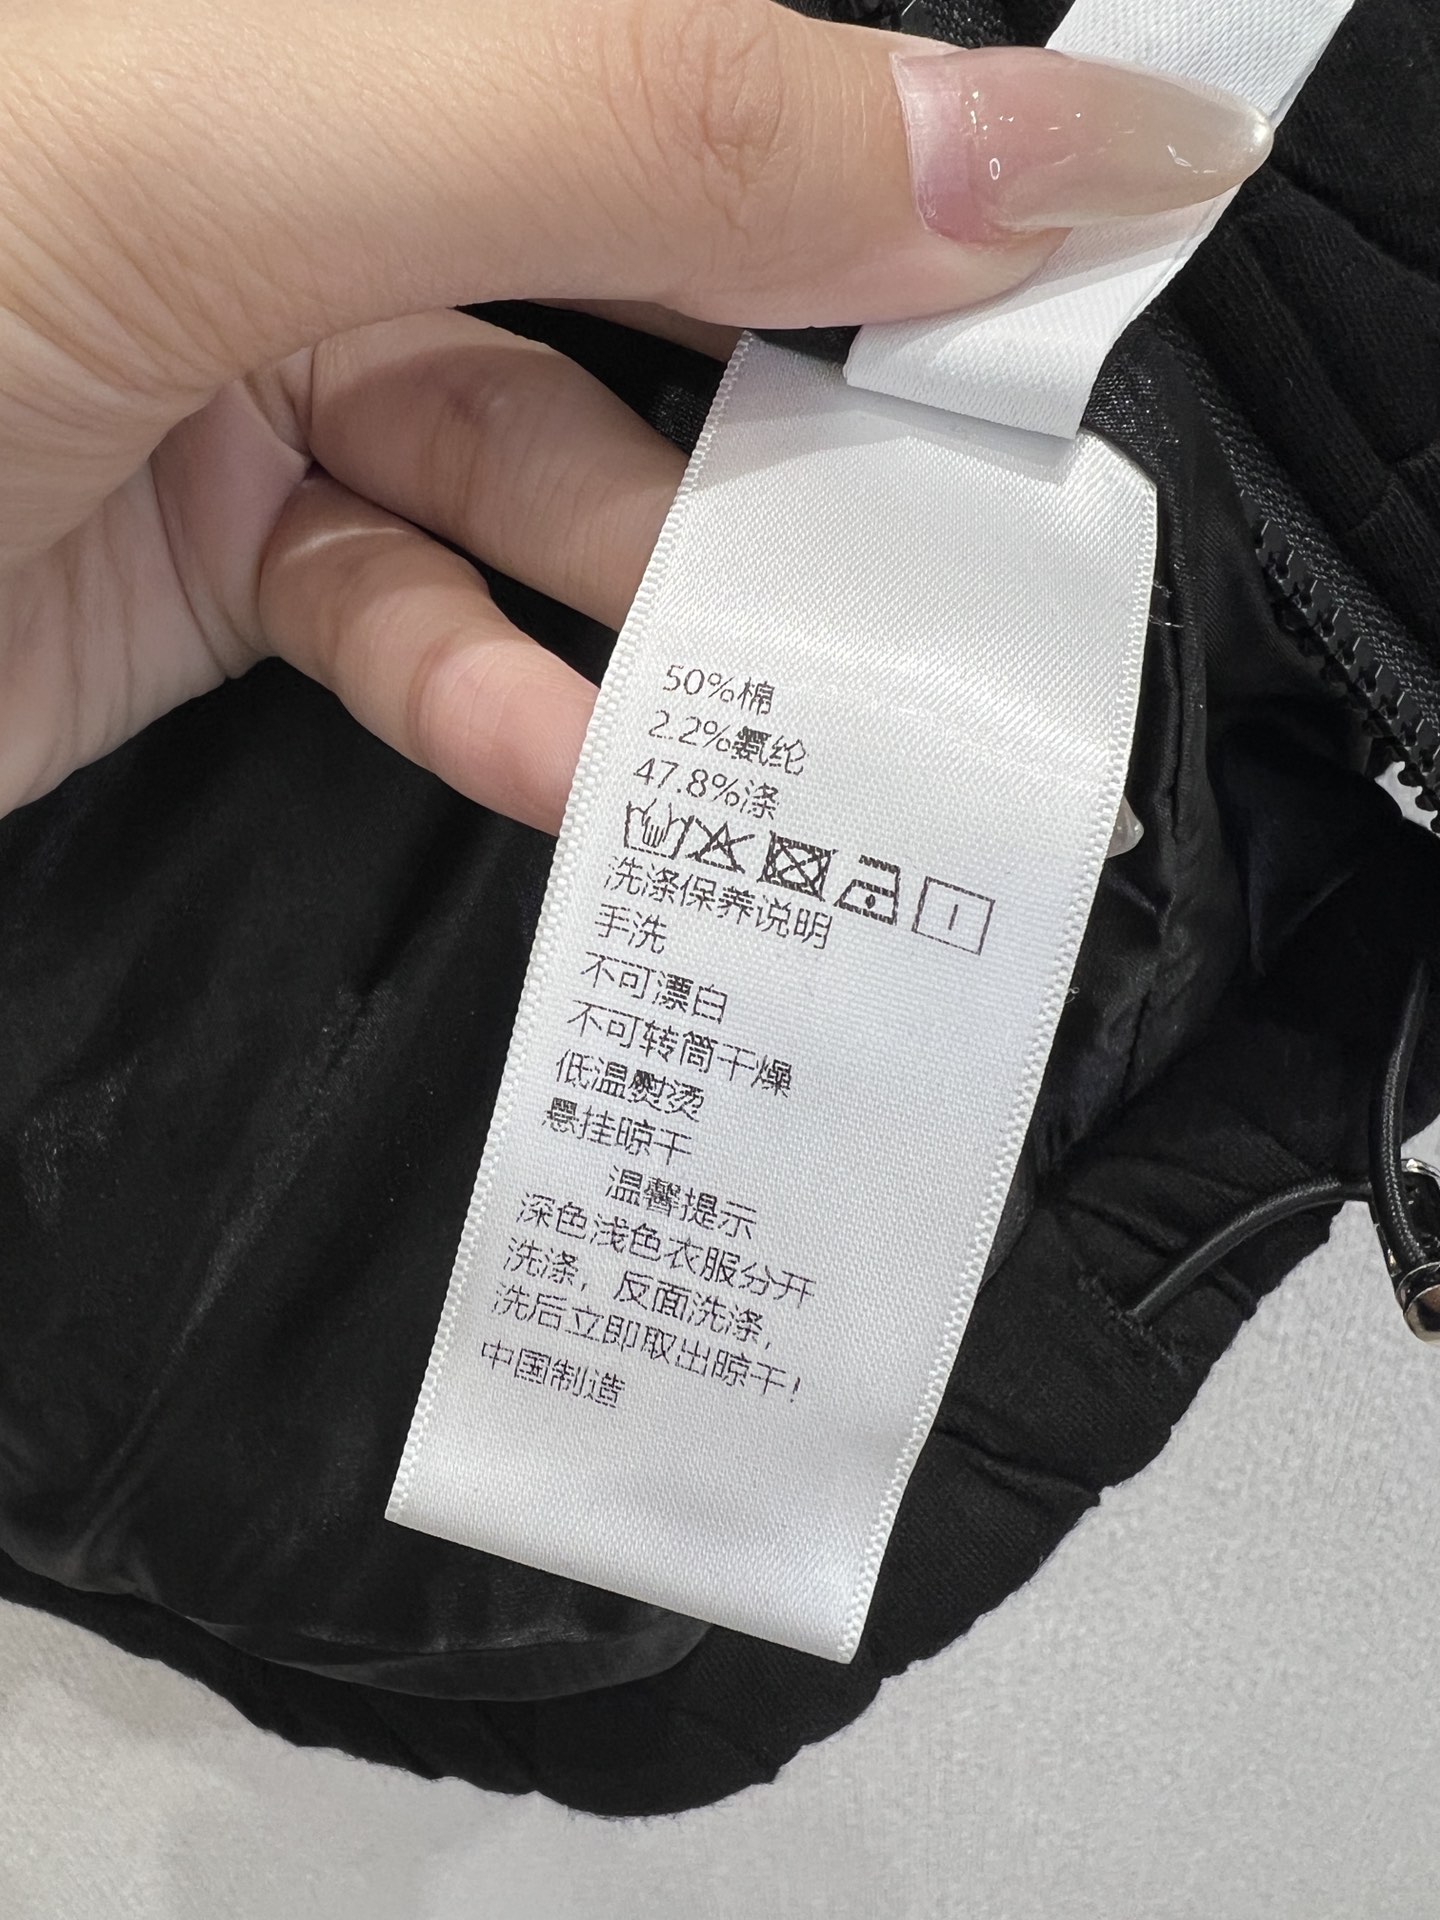 50%棉
2.2%氨纶
47.8%涤
洗涤保养说明
手洗
不可漂白
不可转筒干燥
低温熨烫
悬挂晾干
温馨提示
深色浅色衣服分开
洗涤，反面洗涤，
洗后立即取出晾干！
中国制造